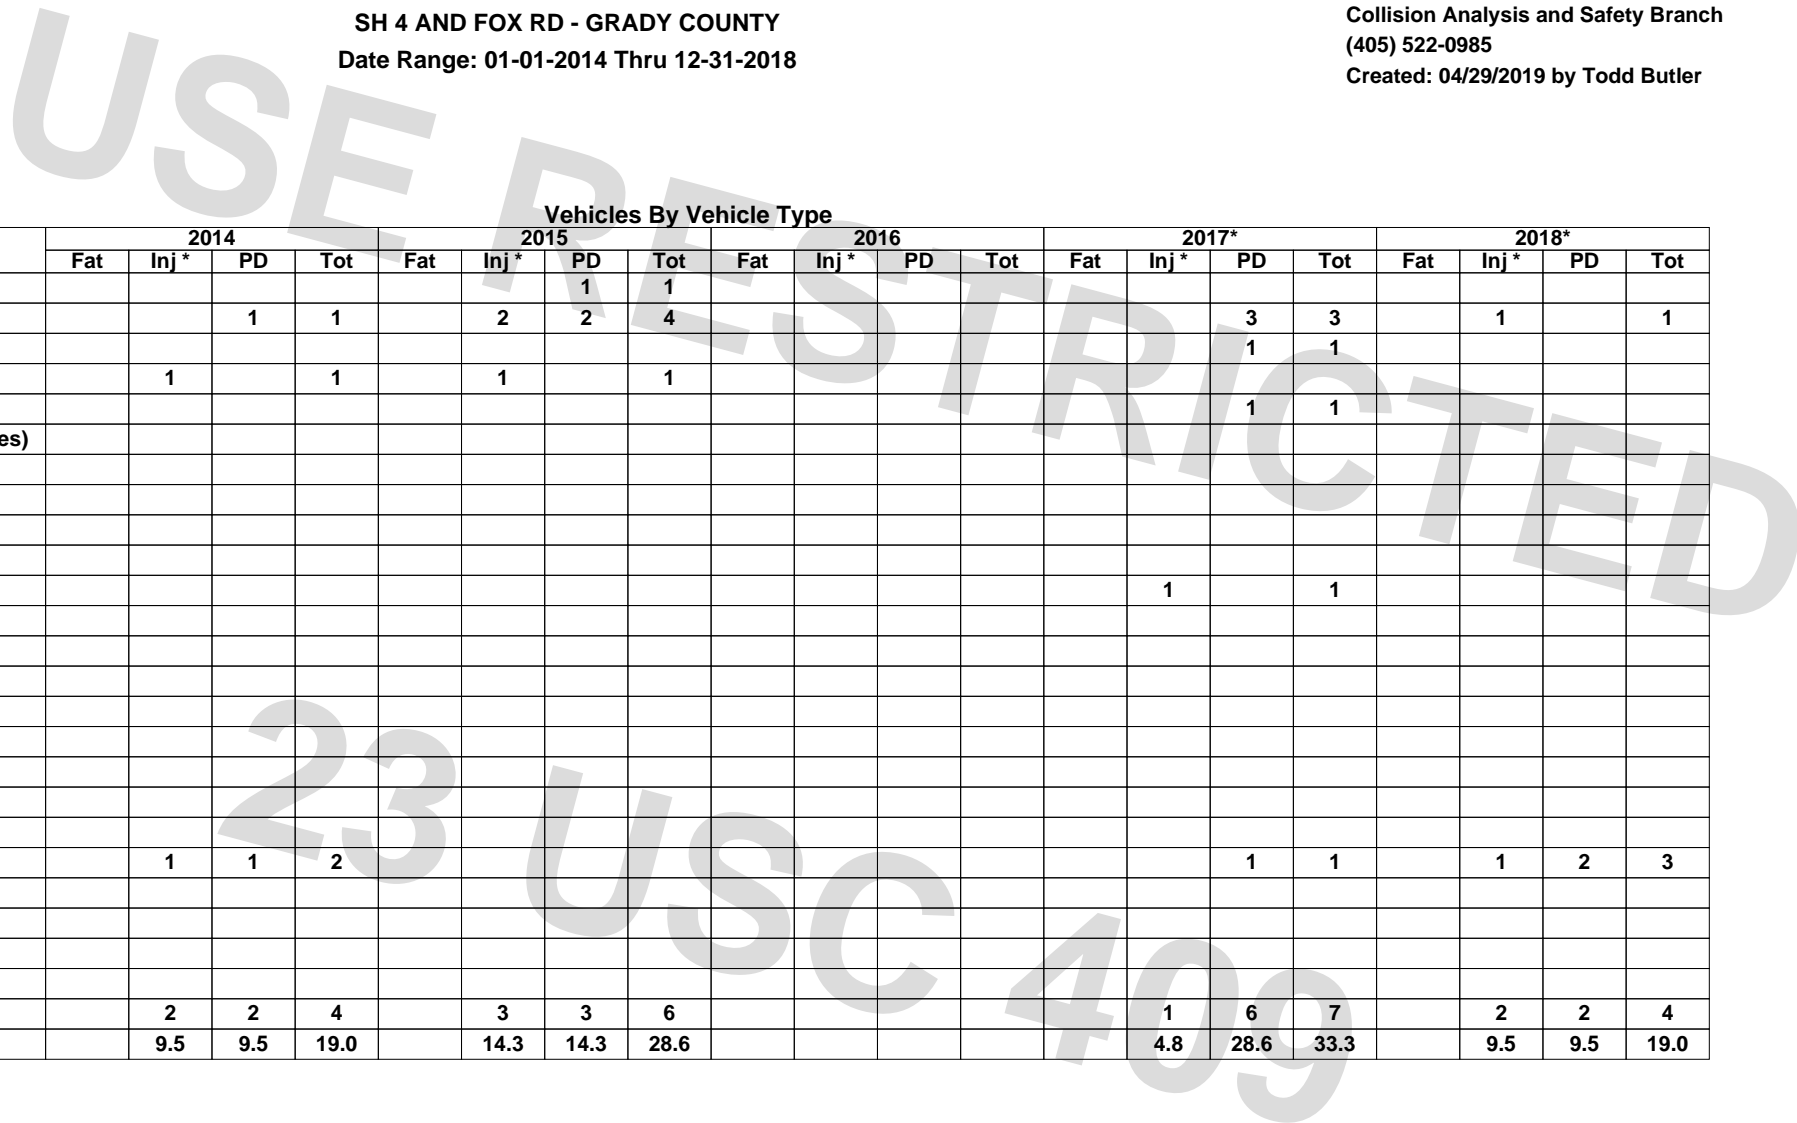 SH 4 AND FOX RD - GRADY COUNTY
Date Range: 01-01-2014 Thru 12-31-2018
Collision Analysis and Safety Branch
(405) 522-0985
Created: 04/29/2019 by Todd Butler
USE RESTRICTED
23 USC 409
Vehicles By Vehicle Type
2014 2015 2016 2017* 2018*
Fat Inj * PD Tot Fat Inj * PD Tot Fat Inj * PD Tot Fat Inj * PD Tot Fat Inj * PD Tot
1 1
1 1 2 2 4 3 3 1 1
1 1
1 1 1 1
1 1
es)
1 1
1 1 2 1 1 1 2 3
2 2 4 3 3 6 1 6 7 2 2 4
9.5 9.5 19.0 14.3 14.3 28.6 4.8 28.6 33.3 9.5 9.5 19.0